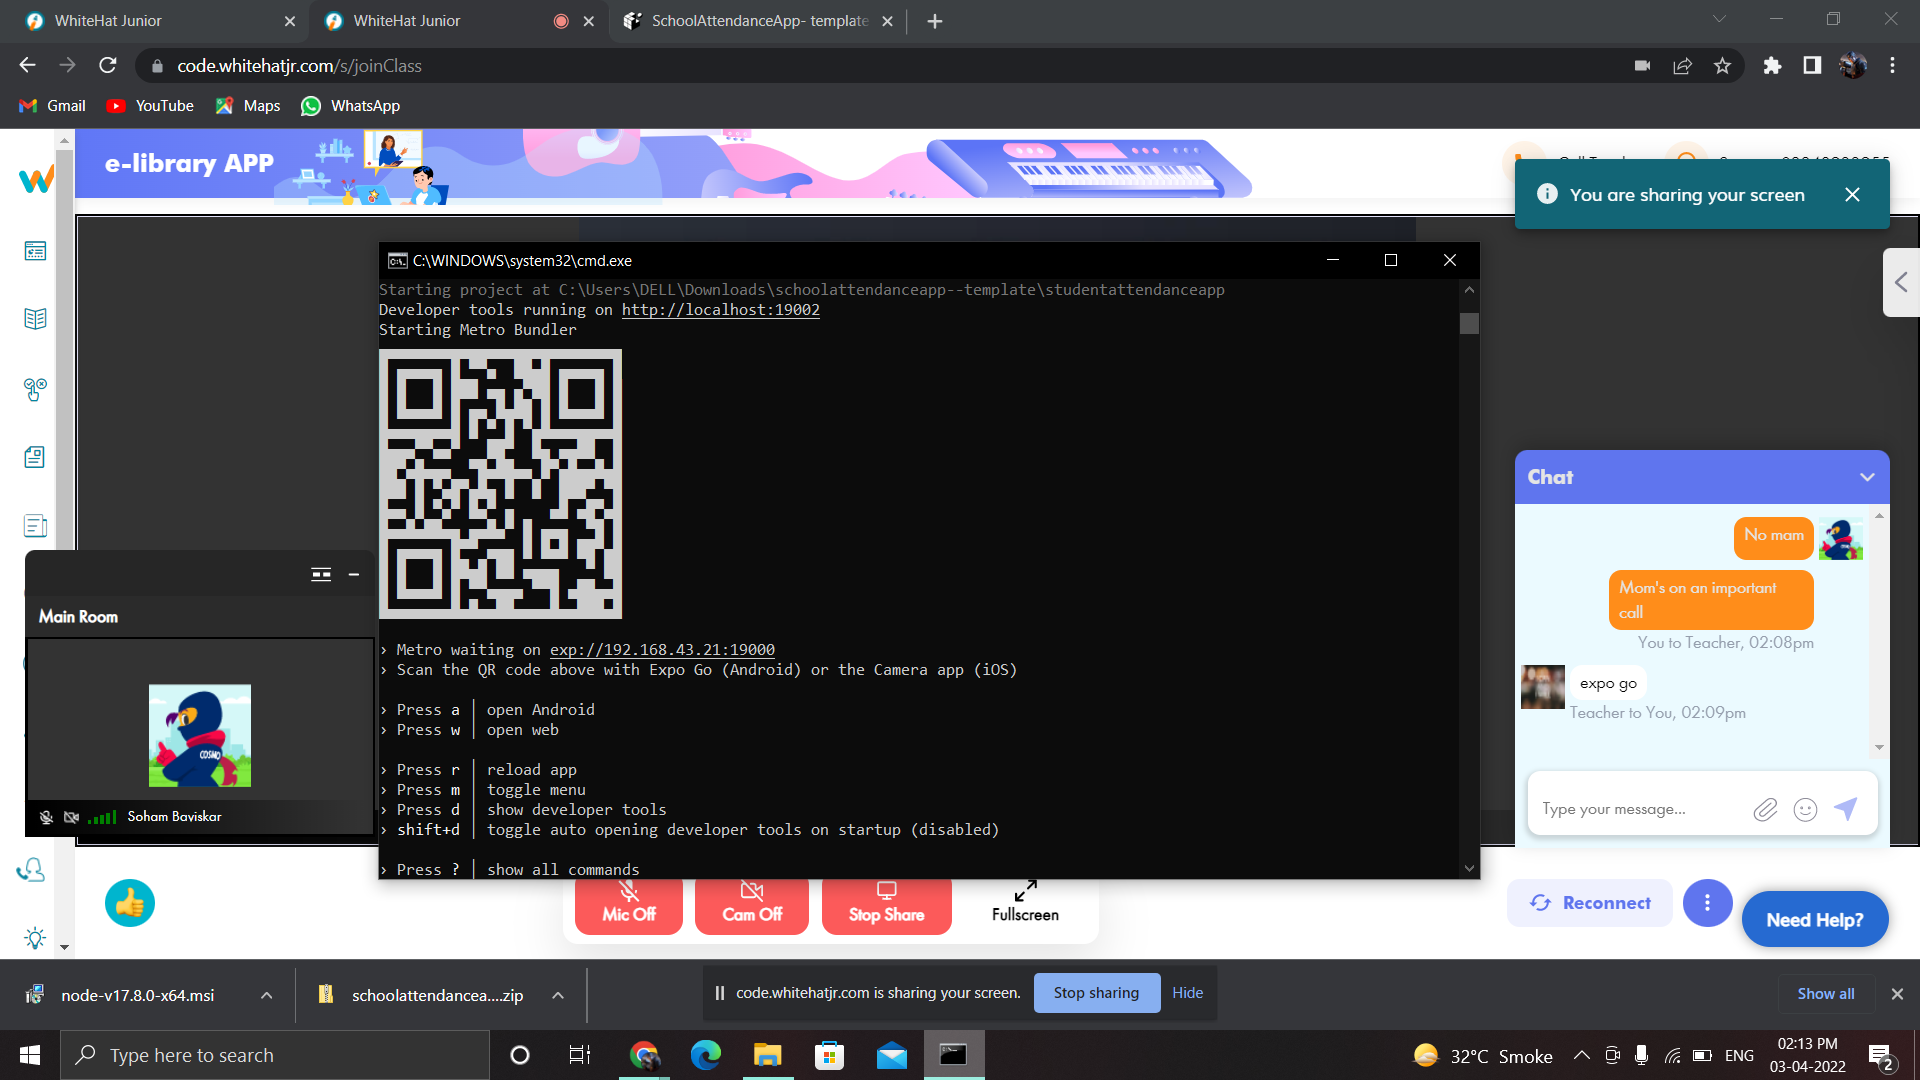 WhiteHat Junior
WhiteHat Junior
SchoolAttendanceApp- template
code.whitehatjr.com/s/joinClass
Gmail
YouTube
Maps
WhatsApp
e-library APP
You are sharing your screen
C:\WINDOWS\system32\cmd.exe
Starting project at C:\Users\DELL\Downloads\schoolattendanceapp--template\studentattendanceapp
Developer tools running on http://localhost:19002
Starting Metro Bundler
› Metro waiting on exp://192.168.43.21:19000
› Scan the QR code above with Expo Go (Android) or the Camera app (iOS)
› Press a │ open Android
› Press w │ open web
› Press r │ reload app
› Press m │ toggle menu
› Press d │ show developer tools
› shift+d │ toggle auto opening developer tools on startup (disabled)
› Press ? │ show all commands
Main Room
COSMO
Soham Baviskar
Chat
No mam
Mom's on an important
call
You to Teacher, 02:08pm
expo go
Teacher to You, 02:09pm
Type your message...
Mic Off
Cam Off
Stop Share
Fullscreen
Reconnect
Need Help?
node-v17.8.0-x64.msi
schoolattendancea....zip
code.whitehatjr.com is sharing your screen.
Stop sharing
Hide
Show all
Type here to search
32°C Smoke
ENG
02:13 PM
03-04-2022
2